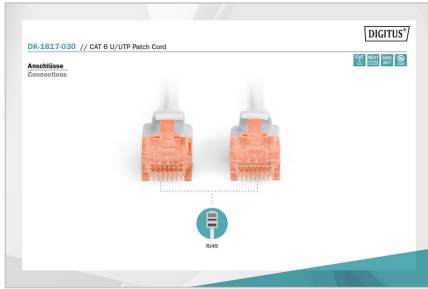 DIGITUS®
DK-1617-030 // CAT 6 U/UTP Patch Cord
Anschlüsse
Connections
RJ45